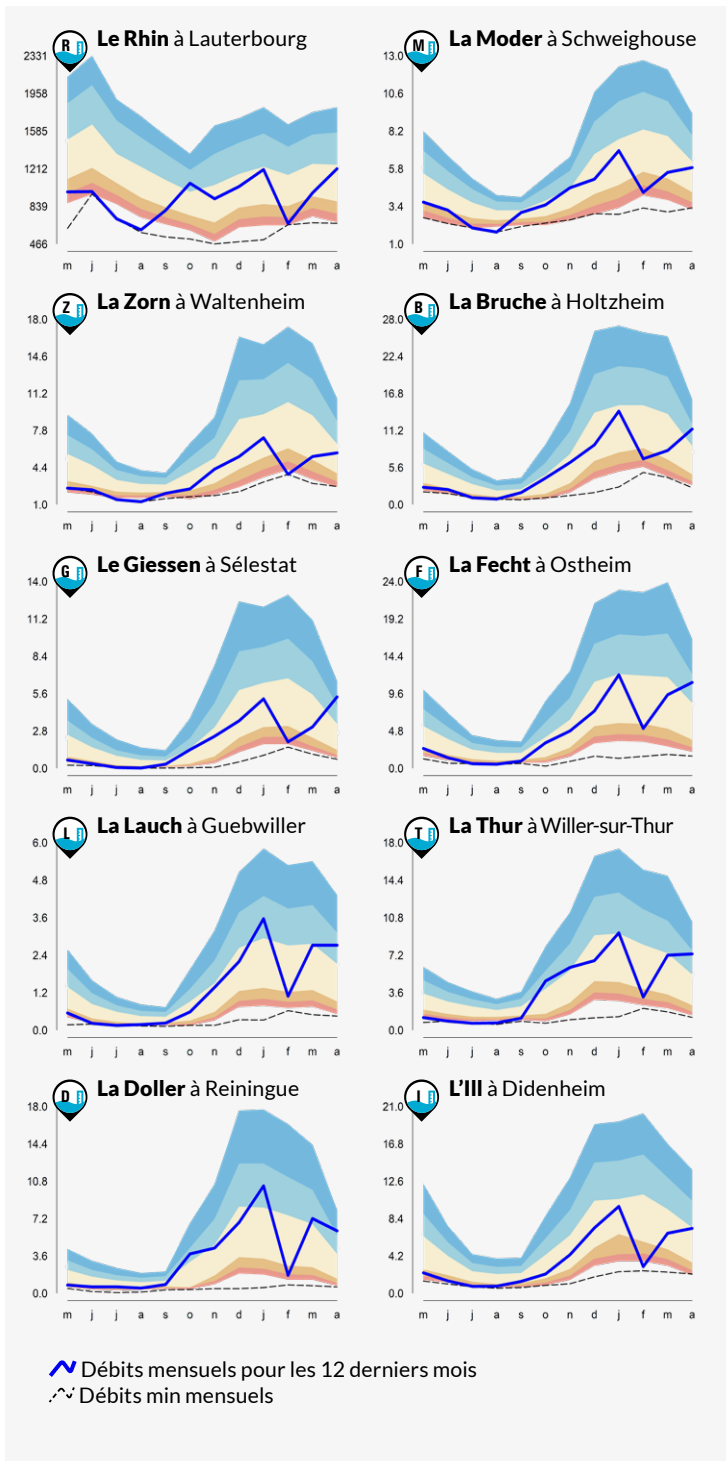 R Le Rhin à Lauterbourg
2331
1958
1585
1212
839
466
m j j a s o n d j f m a
M La Moder à Schweighouse
13.0
10.6
8.2
5.8
3.4
1.0
m j j a s o n d j f m a
Z La Zorn à Waltenheim
18.0
14.6
11.2
7.8
4.4
1.0
m j j a s o n d j f m a
B La Bruche à Holtzheim
28.0
22.4
16.8
11.2
5.6
0.0
m j j a s o n d j f m a
G Le Giessen à Sélestat
14.0
11.2
8.4
5.6
2.8
0.0
m j j a s o n d j f m a
F La Fecht à Ostheim
24.0
19.2
14.4
9.6
4.8
0.0
m j j a s o n d j f m a
L La Lauch à Guebwiller
6.0
4.8
3.6
2.4
1.2
0.0
m j j a s o n d j f m a
T La Thur à Willer-sur-Thur
18.0
14.4
10.8
7.2
3.6
0.0
m j j a s o n d j f m a
D La Doller à Reiningue
18.0
14.4
10.8
7.2
3.6
0.0
m j j a s o n d j f m a
I L'Ill à Didenheim
21.0
16.8
12.6
8.4
4.2
0.0
m j j a s o n d j f m a
Débits mensuels pour les 12 derniers mois
Débits min mensuels